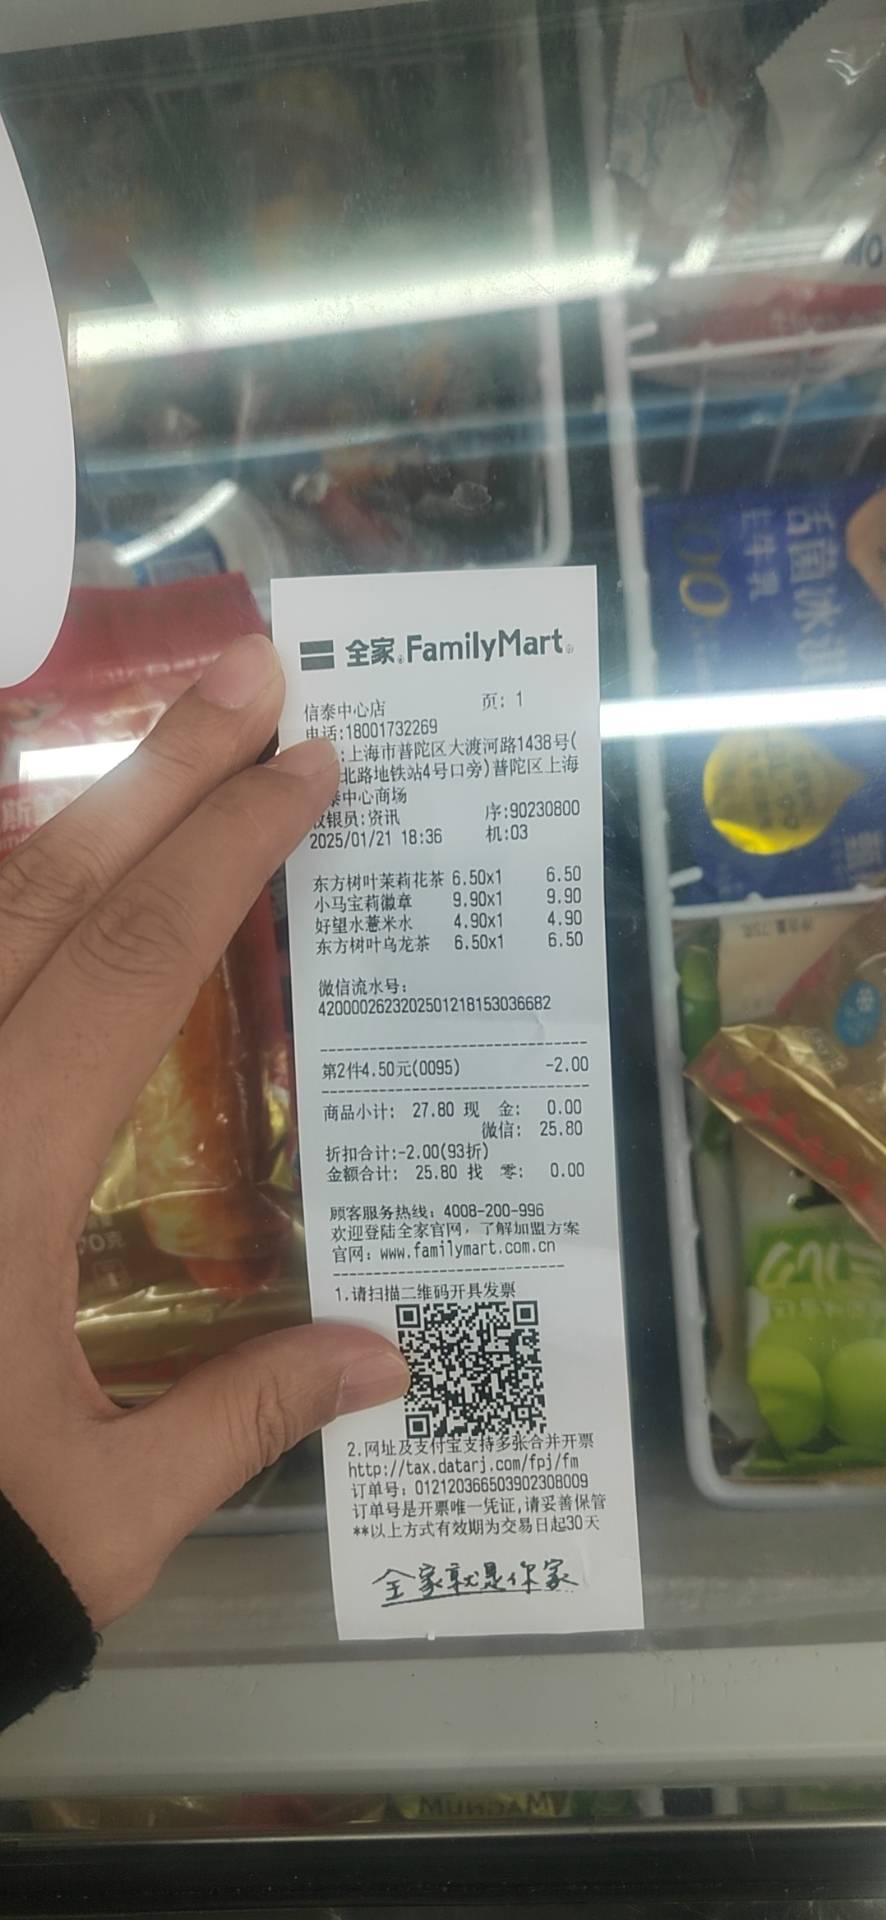 全家 FamilyMart
信泰中心店 页: 1
电话:18001732269
:上海市普陀区大渡河路1438号(
北路地铁站4号口旁)普陀区上海
泰中心商场
收银员:资讯 序:90230800
2025/01/21 18:36 机:03
东方树叶茉莉花茶 6.50x1 6.50
小马宝莉徽章 9.90x1 9.90
好望水薏米水 4.90x1 4.90
东方树叶乌龙茶 6.50x1 6.50
微信流水号:
4200002623202501218153036682
第2件4.50元(0095) -2.00
商品小计: 27.80 现 金: 0.00
微信: 25.80
折扣合计:-2.00(93折)
金额合计: 25.80 找 零: 0.00
顾客服务热线: 4008-200-996
欢迎登陆全家官网，了解加盟方案
官网: www.familymart.com.cn
1.请扫描二维码开具发票
2.网址及支付宝支持多张合并开票
http://tax.datarj.com/fpj/fm
订单号: 012120366503902308009
订单号是开票唯一凭证,请妥善保管
**以上方式有效期为交易日起30天
全家就是你家